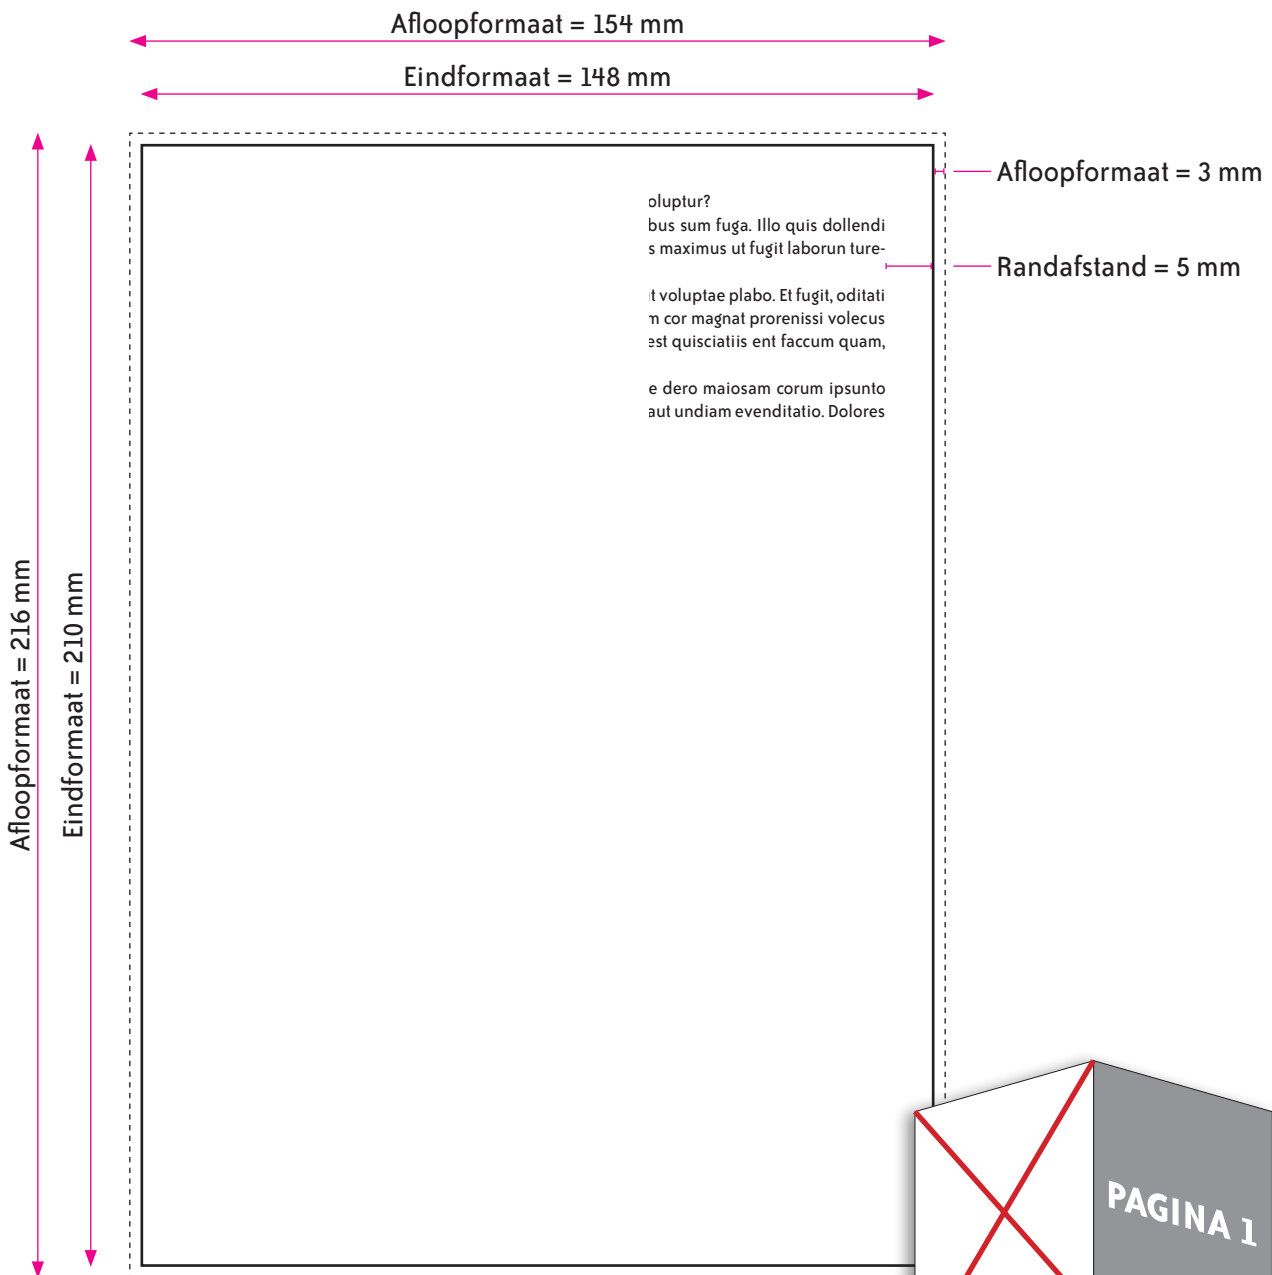 Afloopformaat = 154 mm
Eindformaat = 148 mm
Afloopformaat = 3 mm
Randafstand = 5 mm
oluptur?
bus sum fuga. Illo quis dollendi
s maximus ut fugit laborun ture-
t voluptae plabo. Et fugit, oditati
m cor magnat prorenissi volecus
est quisciatiis ent faccum quam,
e dero maiosam corum ipsunto
aut undiam evenditatio. Dolores
Afloopformaat = 216 mm
Eindformaat = 210 mm
PAGINA 1